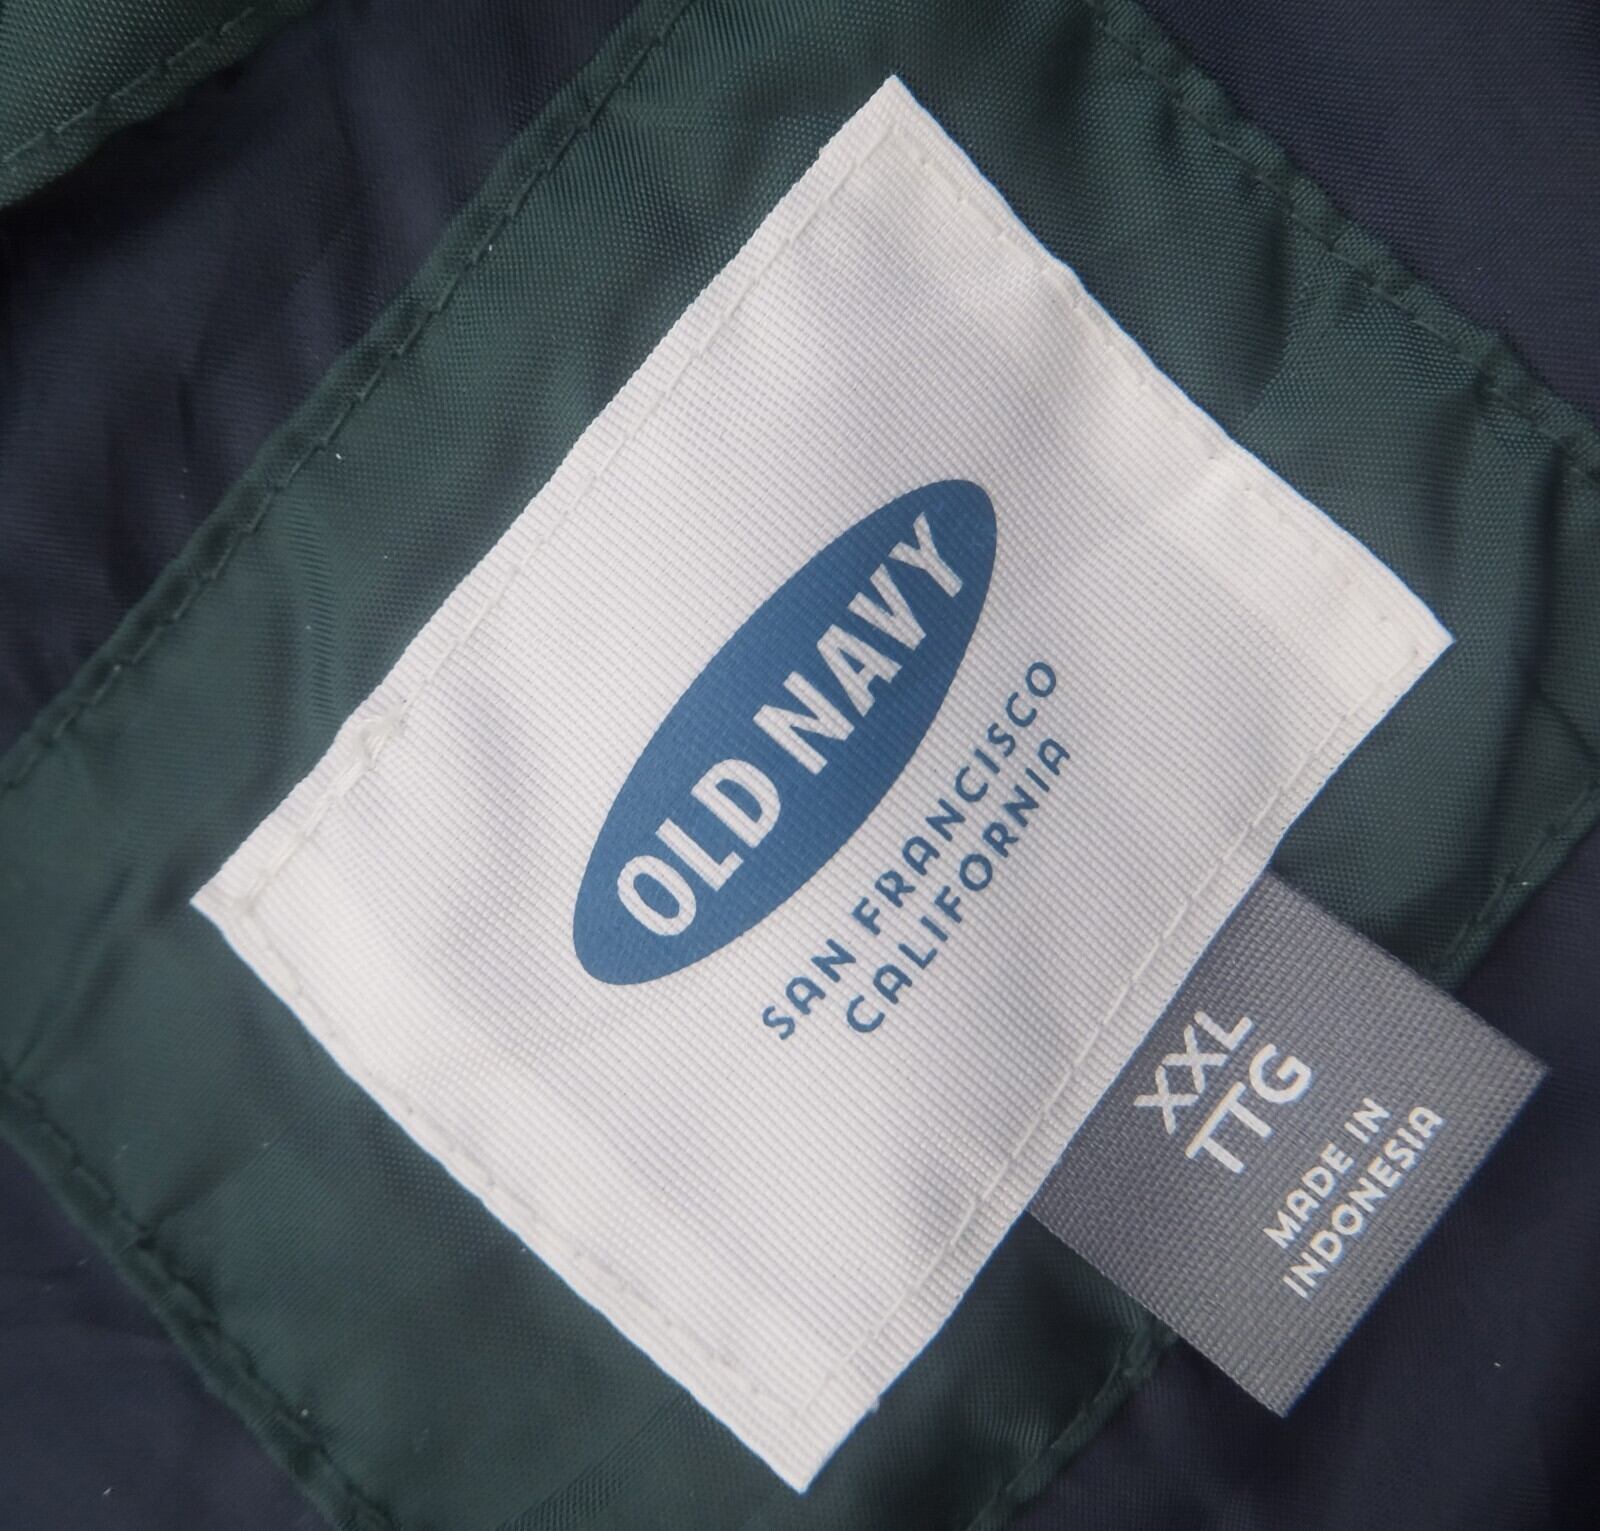 OLD NAVY
SAN FRANCISCO
CALIFORNIA
XXL
TTG
MADE IN
INDONESIA